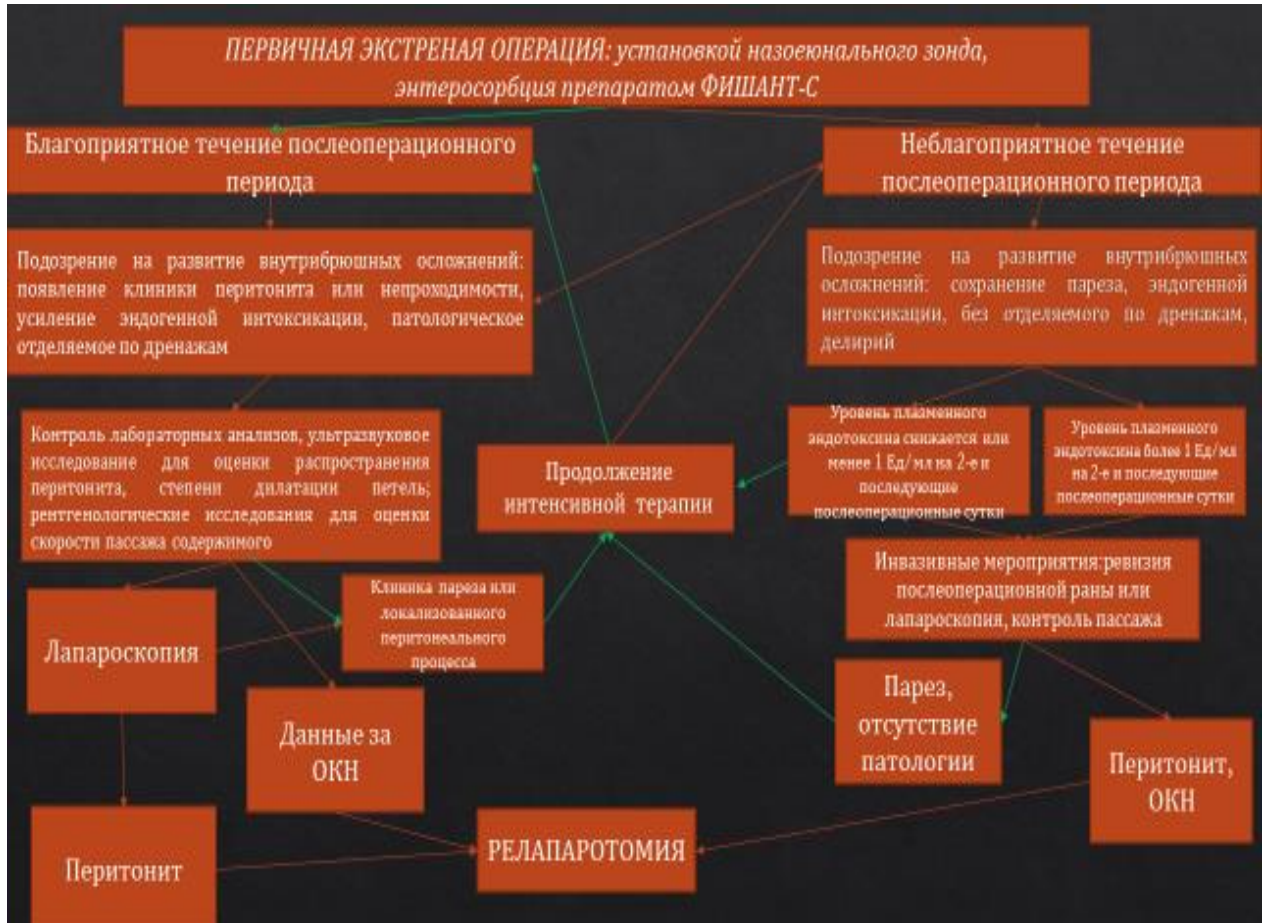 ПЕРВИЧНАЯ ЭКСТРЕНАЯ ОПЕРАЦИЯ: установкой назоеюнального зонда,
энтеросорбция препаратом ФИШАНТ-С
Благоприятное течение послеоперационного
периода
Неблагоприятное течение
послеоперационного периода
Подозрение на развитие внутрибрюшных осложнений:
появление клиники перитонита или непроходимости,
усиление эндогенной интоксикации, патологическое
отделяемое по дренажам
Подозрение на развитие внутрибрюшных
осложнений: сохранение пареза, эндогенной
интоксикации, без отделяемого по дренажам,
делирий
Контроль лабораторных анализов, ультразвуковое
исследование для оценки распространения
перитонита, степени дилатации петель;
рентгенологические исследования для оценки
скорости пассажа содержимого
Продолжение
интенсивной терапии
Уровень плазменного
эндотоксина снижается или
менее 1 Ед/мл на 2-е и
последующие
послеоперационные сутки
Уровень плазменного
эндотоксина более 1 Ед/мл
на 2-е и последующие
послеоперационные сутки
Инвазивные мероприятия:ревизия
послеоперационной раны или
лапароскопия, контроль пассажа
Лапароскопия
Клиника пареза или
локализованного
перитонеального
процесса
Данные за
ОКН
Парез,
отсутствие
патологии
Перитонит,
ОКН
Перитонит
РЕЛАПАРОТОМИЯ